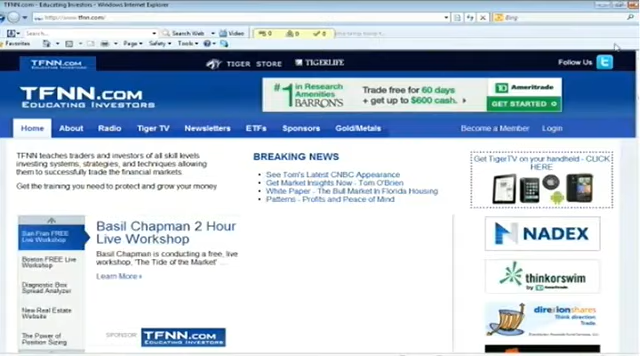 TFNN.com - Educating Investors - Windows Internet Explorer
http://www.tfnn.com/
Bing
Search Web
Video
Favorites
Page
Safety
Tools
TFNN.COM
TIGER STORE
TIGERLIFE
Follow Us
TFNN.COM
EDUCATING INVESTORS
#1 in Research
Amenities
BARRON'S
Trade free for 60 days
+ get up to $600 cash.
Ameritrade
GET STARTED
Home
About
Radio
Tiger TV
Newsletters
ETFs
Sponsors
Gold/Metals
Become a Member
Login
TFNN teaches traders and investors of all skill levels
investing systems, strategies, and techniques allowing
them to successfully trade the financial markets.
Get the training you need to protect and grow your money
BREAKING NEWS
See Tom's Latest CNBC Appearance
Get Market Insights Now - Tom O'Brien
White Paper - The Bull Market In Florida Housing
Patterns - Profits and Peace of Mind
Get TigerTV on your handheld - CLICK
HERE
San Fran FREE
Live Workshop
Boston FREE Live
Workshop
Diagnostic Box
Spread Analyzer
New Real Estate
Website
The Power of
Position Sizing
Basil Chapman 2 Hour
Live Workshop
Basil Chapman is conducting a free, live
workshop, 'The Tide of the Market' ...
Learn More
SPONSOR:
TFNN.COM
EDUCATING INVESTORS
NADEX
thinkorswim
by TD Ameritrade
direxionshares
Think direction.
Trade direxion.